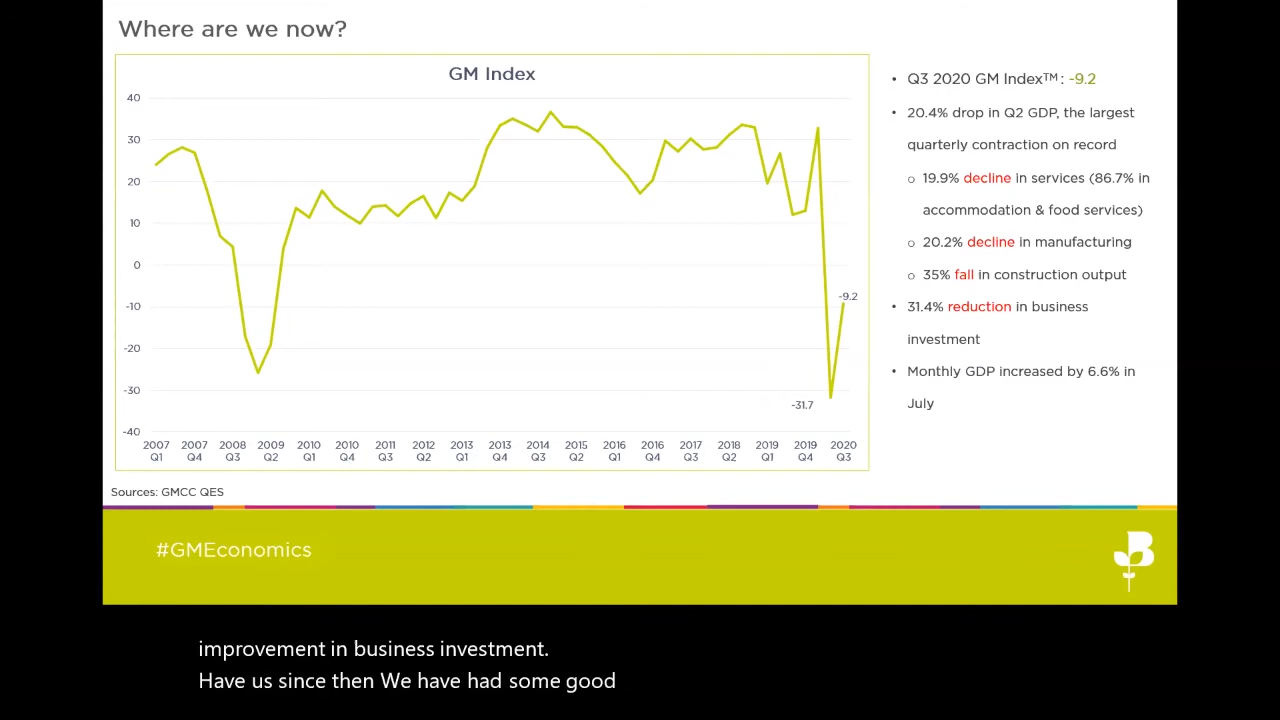 Where are we now?
GM Index
40
30
20
10
0
-10
-20
-30
-40
-9.2
-31.7
2007 2007 2008 2009 2010 2010 2011 2012 2013 2013 2014 2015 2016 2016 2017 2018 2019 2019 2020
Q1 Q4 Q3 Q2 Q1 Q4 Q3 Q2 Q1 Q4 Q3 Q2 Q1 Q4 Q3 Q2 Q1 Q4 Q3
• Q3 2020 GM Index™: -9.2
• 20.4% drop in Q2 GDP, the largest
quarterly contraction on record
o 19.9% decline in services (86.7% in
accommodation & food services)
o 20.2% decline in manufacturing
o 35% fall in construction output
• 31.4% reduction in business
investment
• Monthly GDP increased by 6.6% in
July
Sources: GMCC QES
#GMEconomics
improvement in business investment.
Have us since then We have had some good